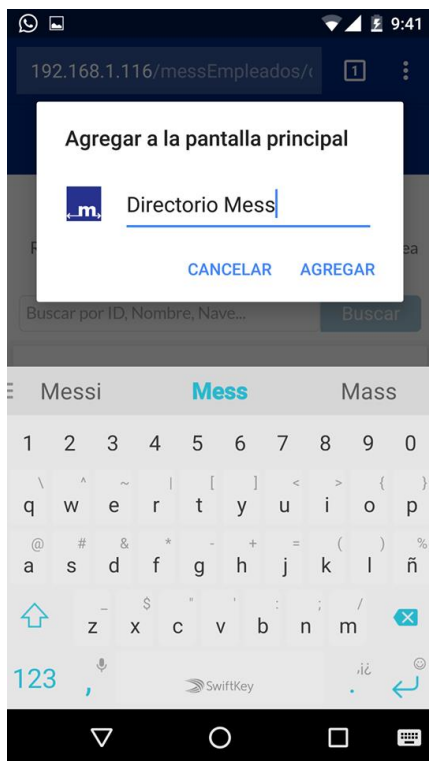 9:41
192.168.1.116/messEmpleados/
1
Agregar a la pantalla principal
m
Directorio Mess
CANCELAR AGREGAR
Buscar por ID, Nombre, Nave... Buscar
Messi Mess Mass
1 2 3 4 5 6 7 8 9 0
\ ^ ~ | [ ] < > { }
q w e r t y u i o p
@ # & * - + = ( ) %
a s d f g h j k l ñ
_ $ " ' : ; /
z x c v b n m
123 , SwiftKey . ,i¿